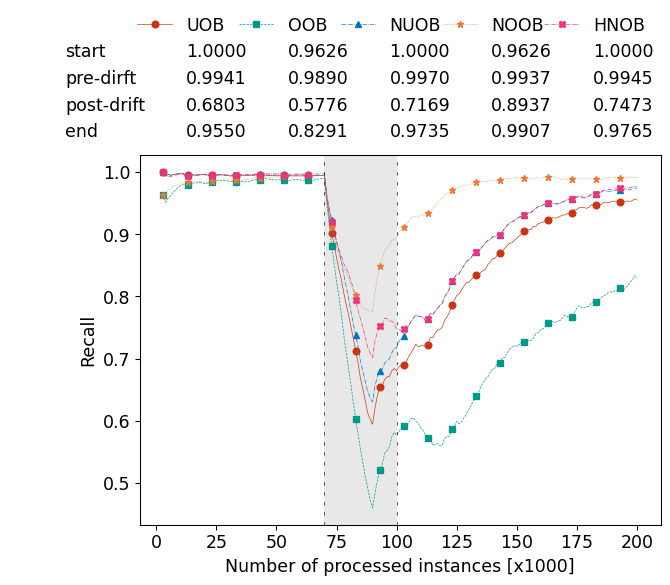 UOB OOB NUOB NOOB HNOB
start 1.0000 0.9626 1.0000 0.9626 1.0000
pre-dirft 0.9941 0.9890 0.9970 0.9937 0.9945
post-drift 0.6803 0.5776 0.7169 0.8937 0.7473
end 0.9550 0.8291 0.9735 0.9907 0.9765
1.0
0.9
0.8
0.7
0.6
0.5
Recall
0 25 50 75 100 125 150 175 200
Number of processed instances [x1000]